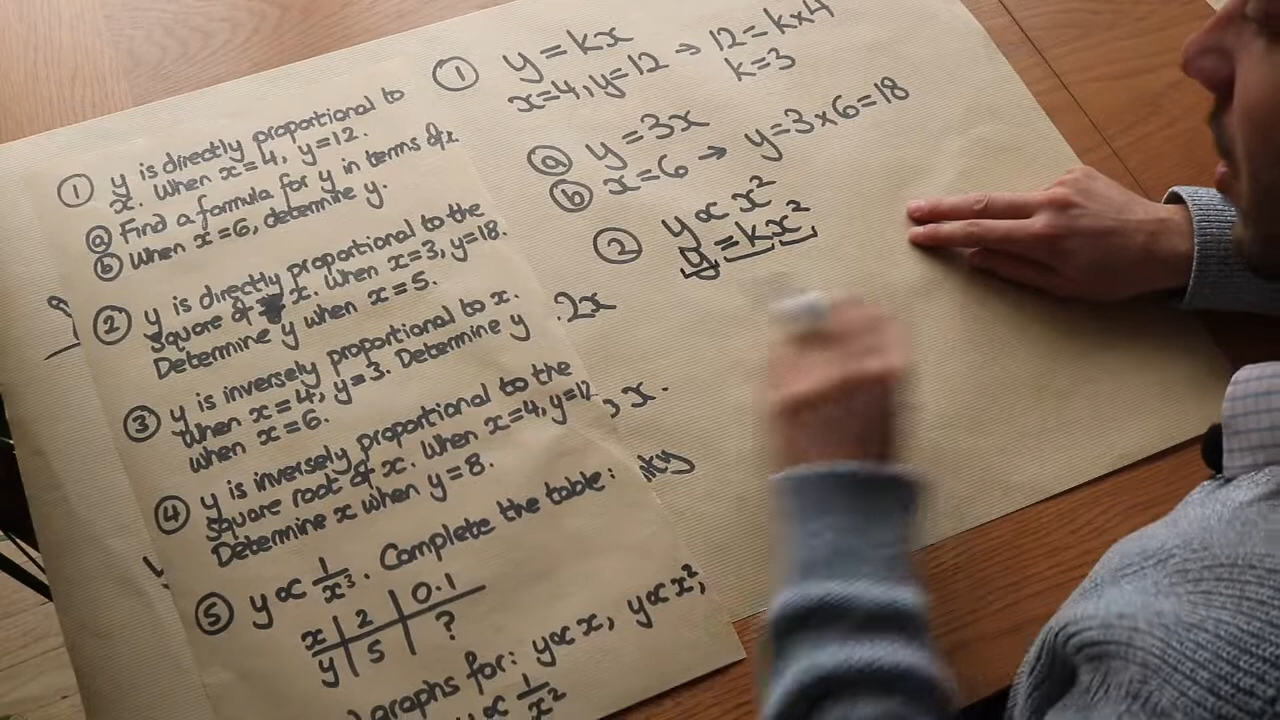 ① y is directly proportional to
x. When x=4, y=12.
ⓐ Find a formula for y in terms of x.
ⓑ When x=6, determine y.
② y is directly proportional to the
square of x. When x=3, y=18.
Determine y when x=5.
③ y is inversely proportional to x.
When x=4, y=3. Determine y
when x=6.
④ y is inversely proportional to the
square root of x. When x=4, y=12
Determine x when y=8.
⑤ y∝1/x³. Complete the table:
x | 2 | 0.1
y | 5 | ?
graphs for: y∝x, y∝x²,
∝ 1/x²
① y=kx
x=4, y=12 → 12=k×4
k=3
ⓐ y=3x
ⓑ x=6 → y=3×6=18
② y∝x²
y=kx²
2x
, x.